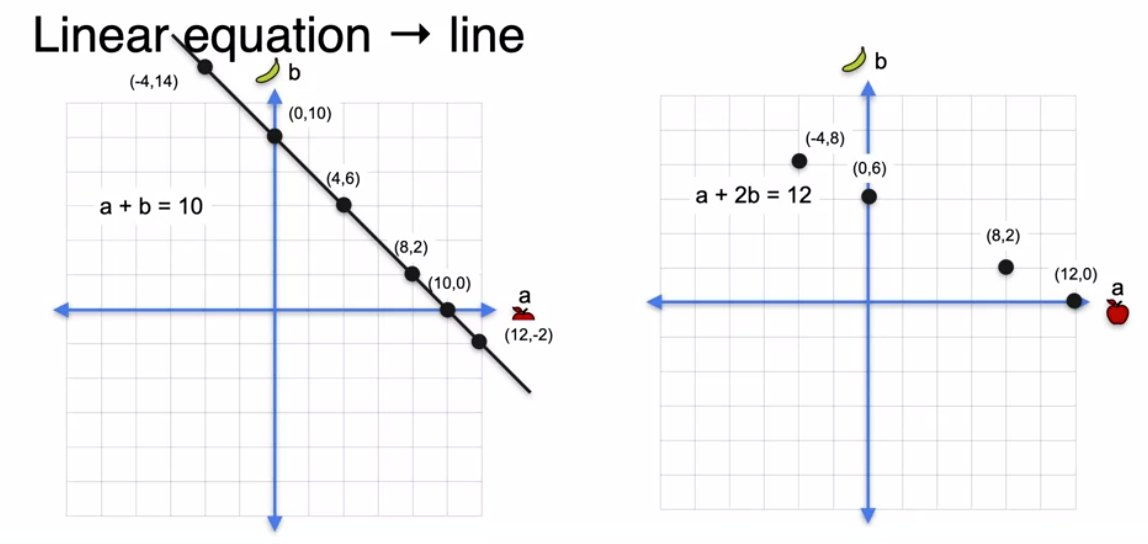 Linear equation → line
b
(-4,14)
(0,10)
(4,6)
a + b = 10
(8,2)
(10,0)
a
(12,-2)
b
(-4,8)
(0,6)
a + 2b = 12
(8,2)
(12,0)
a